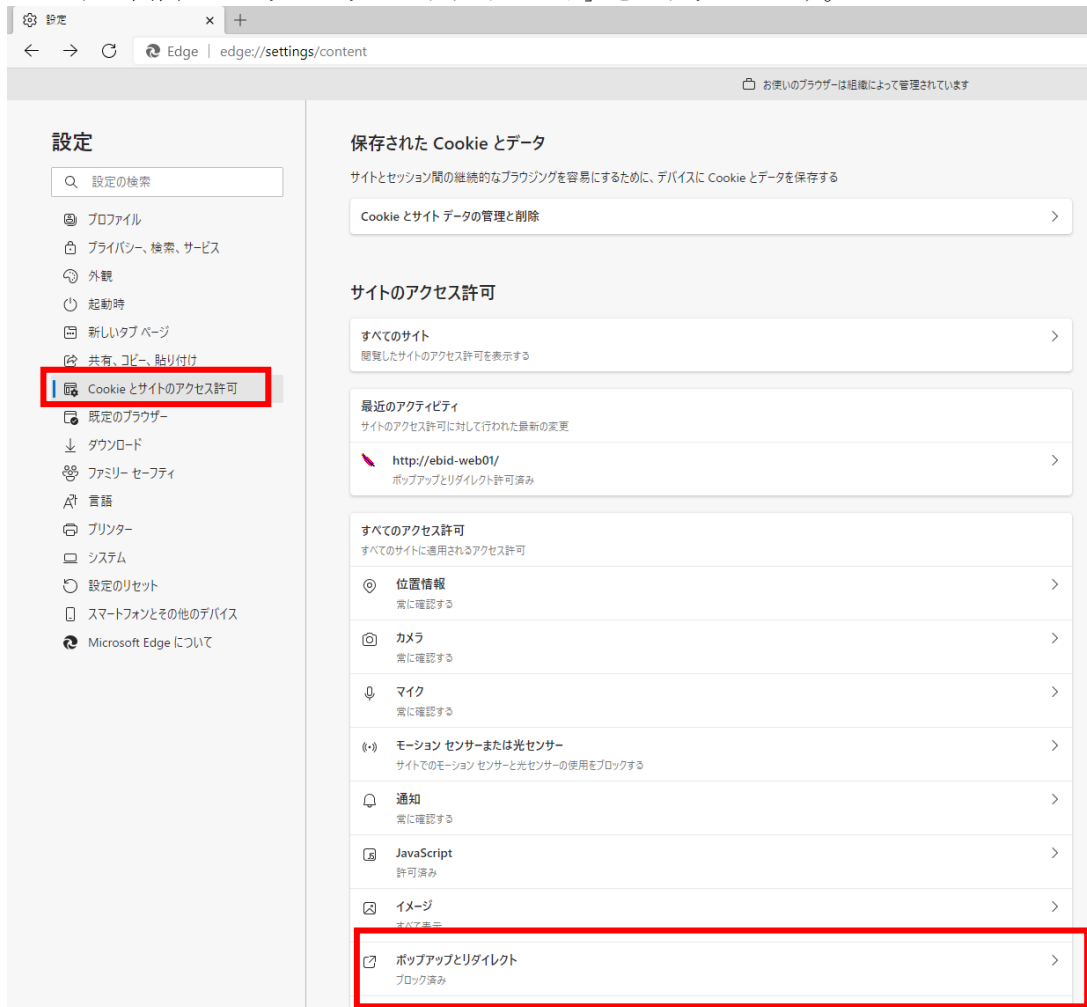 設定
Edge | edge://settings/content
お使いのブラウザーは組織によって管理されています
設定
設定の検索
プロファイル
プライバシー、検索、サービス
外観
起動時
新しいタブ ページ
共有、コピー、貼り付け
Cookie とサイトのアクセス許可
既定のブラウザー
ダウンロード
ファミリー セーフティ
言語
プリンター
システム
設定のリセット
スマートフォンとその他のデバイス
Microsoft Edge について
保存された Cookie とデータ
サイトとセッション間の継続的なブラウジングを容易にするために、デバイスに Cookie とデータを保存する
Cookie とサイト データの管理と削除
サイトのアクセス許可
すべてのサイト
閲覧したサイトのアクセス許可を表示する
最近のアクティビティ
サイトのアクセス許可に対して行われた最新の変更
http://ebid-web01/
ポップアップとリダイレクト許可済み
すべてのアクセス許可
すべてのサイトに適用されるアクセス許可
位置情報
常に確認する
カメラ
常に確認する
マイク
常に確認する
モーション センサーまたは光センサー
サイトでのモーション センサーと光センサーの使用をブロックする
通知
常に確認する
JavaScript
許可済み
イメージ
すべて表示
ポップアップとリダイレクト
ブロック済み